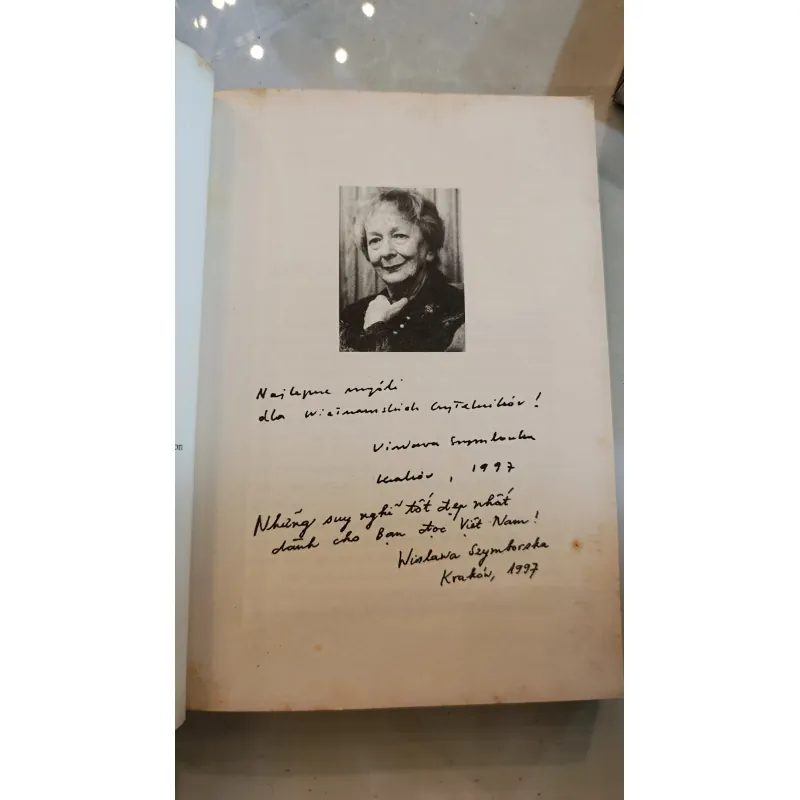 on
Najlepsze myśli
dla wietnamskich czytelników!
Wisława Szymborska
Kraków, 1997
Những suy nghĩ tốt đẹp nhất
dành cho Bạn đọc Việt Nam!
Wislawa Szymborska
Kraków, 1997